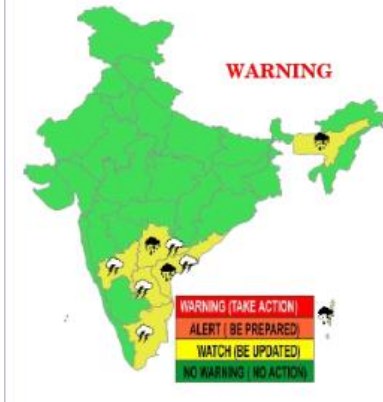 WARNING
WARNING (TAKE ACTION)
ALERT ( BE PREPARED)
WATCH (BE UPDATED)
NO WARNING ( NO ACTION)